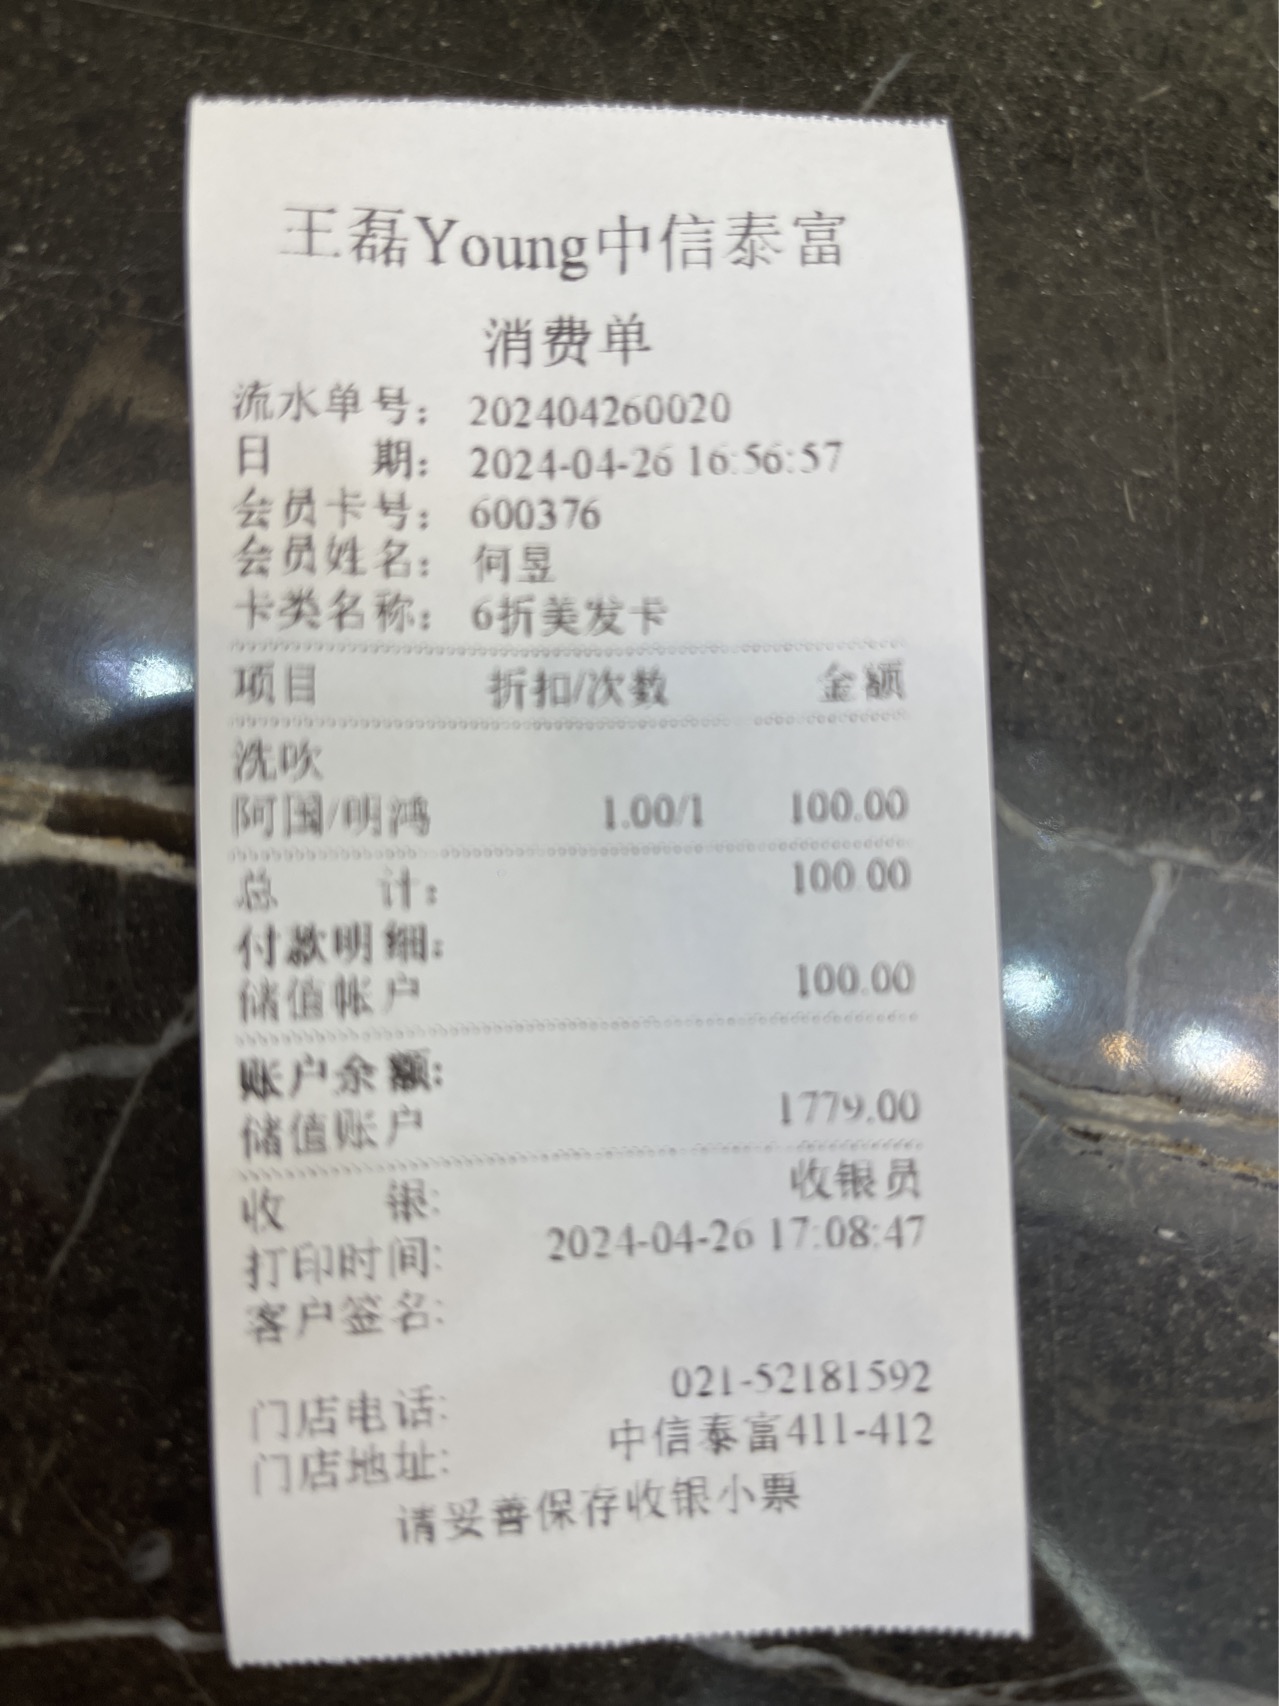 王磊Young中信泰富
消费单
流水单号： 202404260020
日 期： 2024-04-26 16:56:57
会员卡号： 600376
会员姓名： 何昱
卡类名称： 6折美发卡
项目 折扣/次数 金额
洗吹
阿国/明鸿 1.00/1 100.00
总 计： 100.00
付款明细：
储值帐户 100.00
账户余额：
储值账户 1779.00
收 银： 收银员
打印时间： 2024-04-26 17:08:47
客户签名：
门店电话： 021-52181592
门店地址： 中信泰富411-412
请妥善保存收银小票